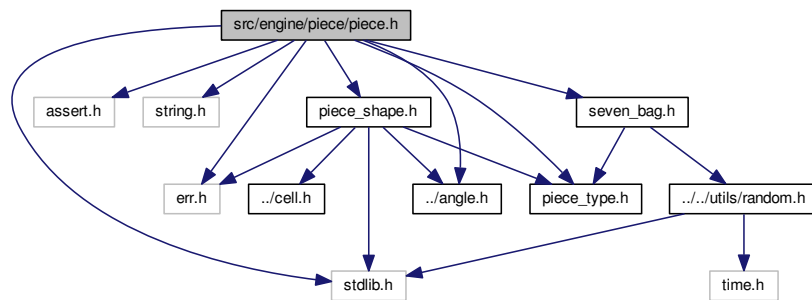 src/engine/piece/piece.h
assert.h
string.h
piece_shape.h
seven_bag.h
err.h
../cell.h
../angle.h
piece_type.h
../../utils/random.h
stdlib.h
time.h